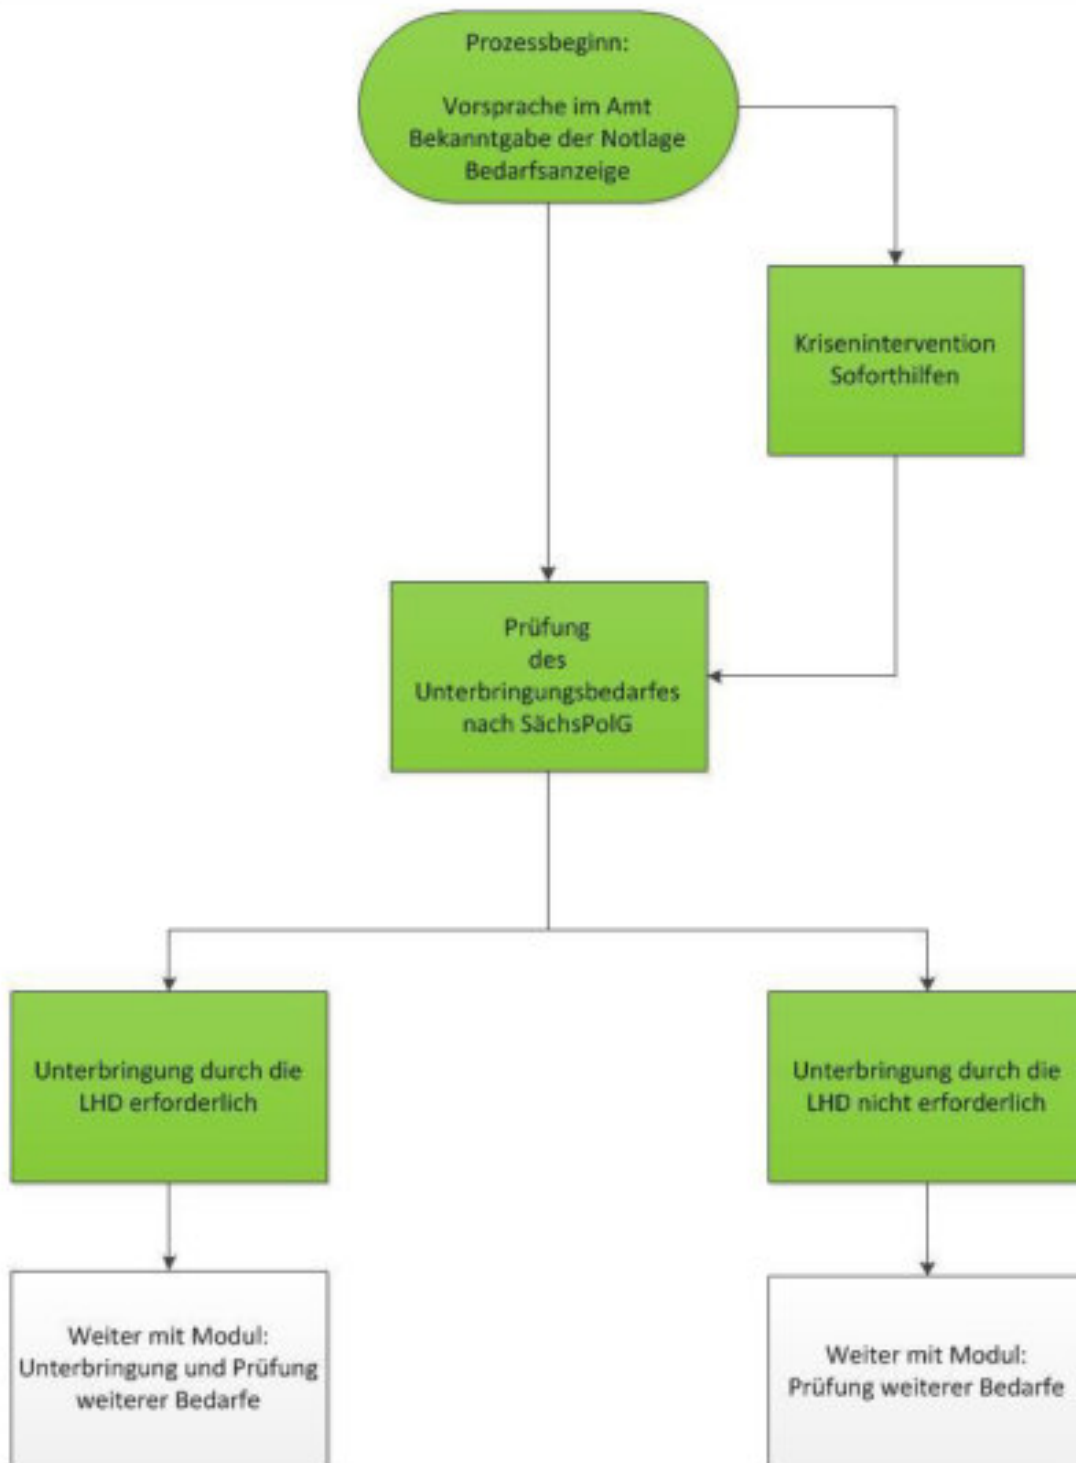 Prozessbeginn:
Vorsprache im Amt
Bekanntgabe der Notlage
Bedarfsanzeige
Krisenintervention
Soforthilfen
Prüfung
des
Unterbringungsbedarfes
nach SächsPolG
Unterbringung durch die
LHD erforderlich
Unterbringung durch die
LHD nicht erforderlich
Weiter mit Modul:
Unterbringung und Prüfung
weiterer Bedarfe
Weiter mit Modul:
Prüfung weiterer Bedarfe